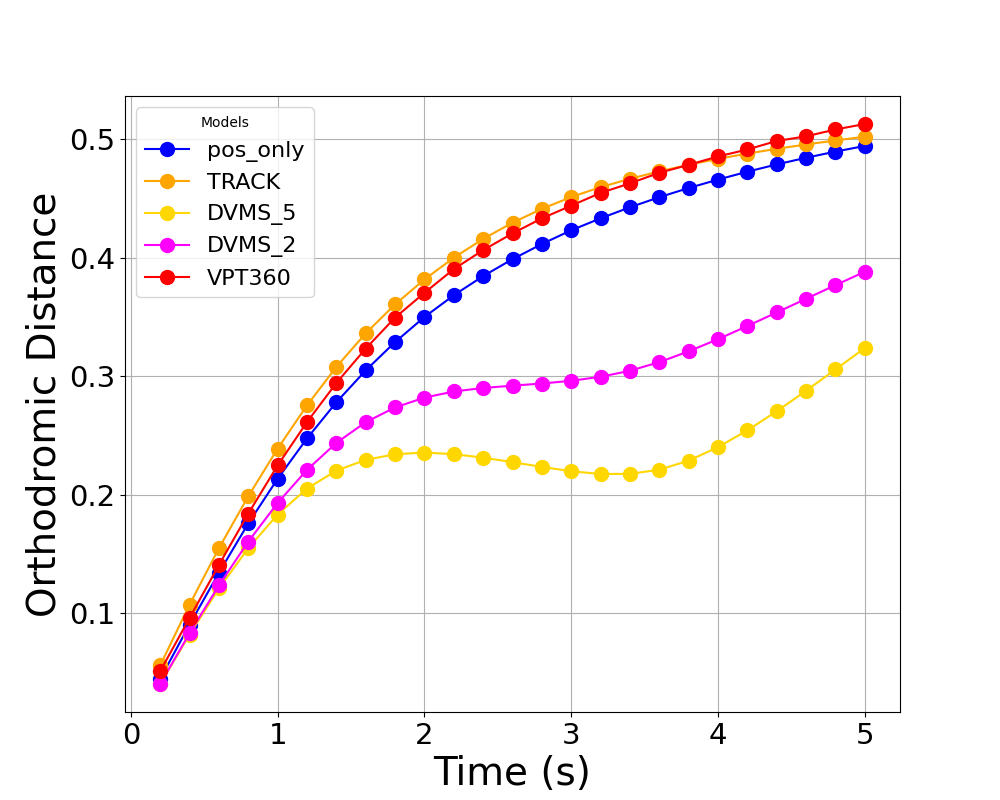 Models
pos_only
TRACK
DVMS_5
DVMS_2
VPT360
Orthodromic Distance
0.5
0.4
0.3
0.2
0.1
0 1 2 3 4 5
Time (s)